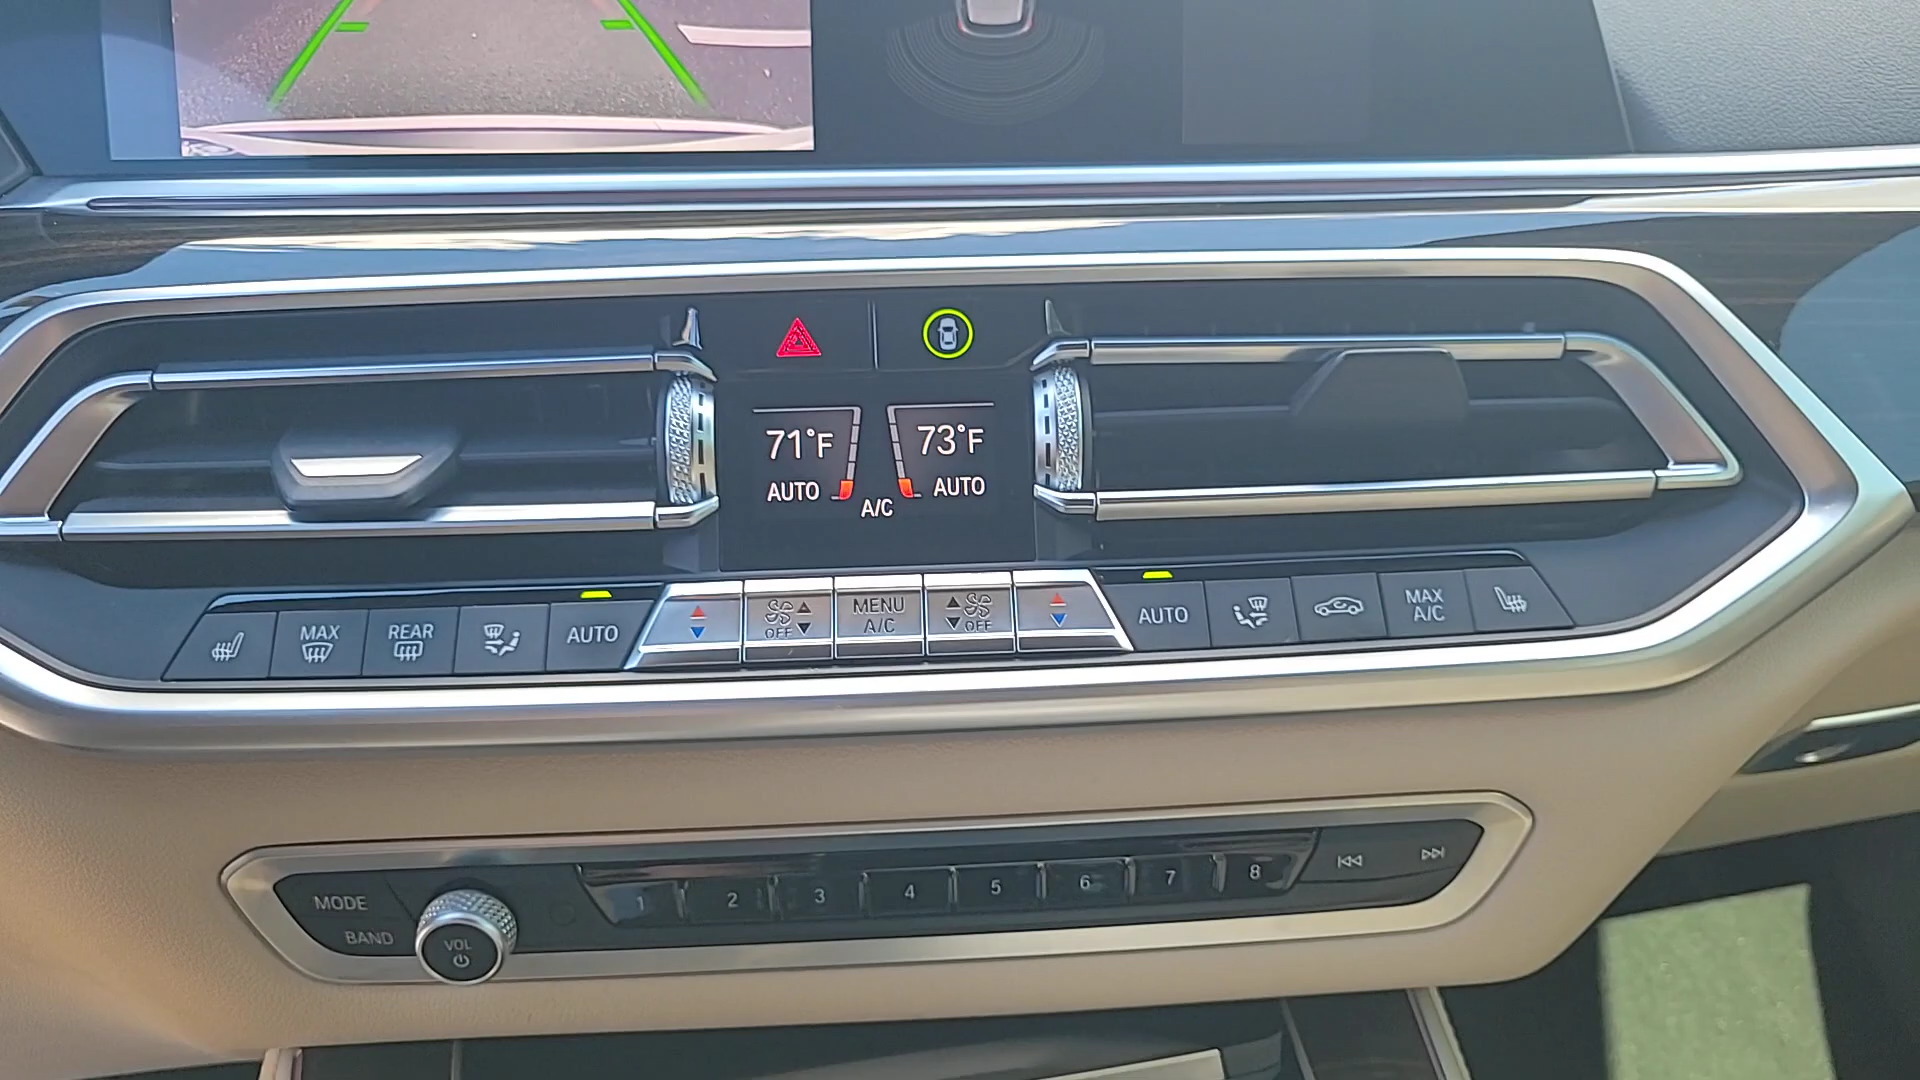 71°F
73°F
AUTO
AUTO
A/C
MAX
REAR
AUTO
OFF
MENU
A/C
OFF
AUTO
MAX
A/C
MODE
BAND
VOL
1 2 3 4 5 6 7 8